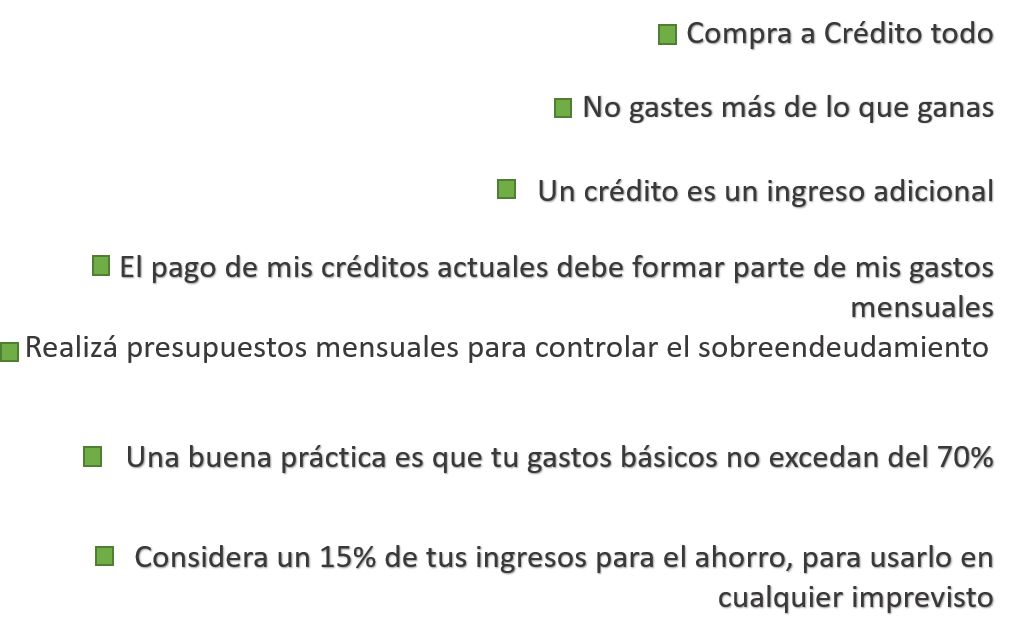 Compra a Crédito todo
No gastes más de lo que ganas
Un crédito es un ingreso adicional
El pago de mis créditos actuales debe formar parte de mis gastos
mensuales
Realizá presupuestos mensuales para controlar el sobreendeudamiento
Una buena práctica es que tu gastos básicos no excedan del 70%
Considera un 15% de tus ingresos para el ahorro, para usarlo en
cualquier imprevisto